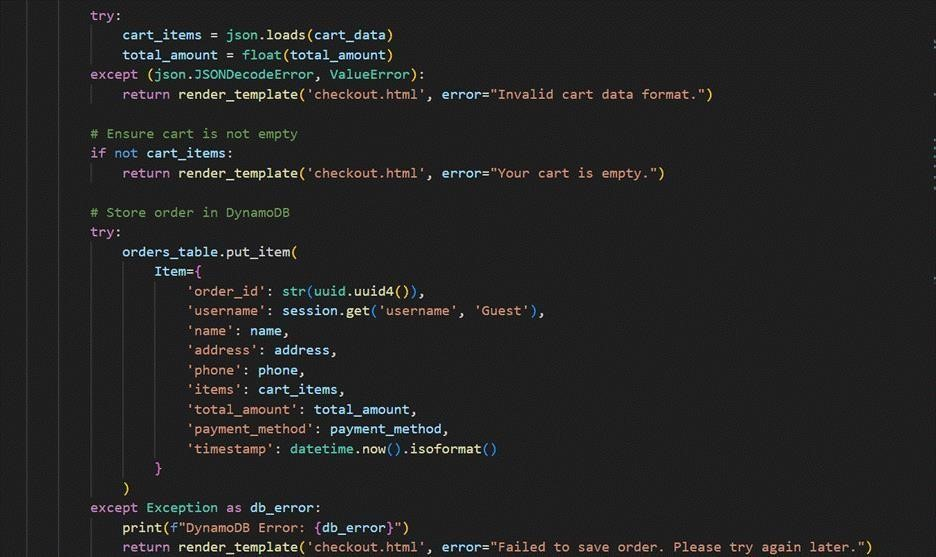 try:
cart_items = json.loads(cart_data)
total_amount = float(total_amount)
except (json.JSONDecodeError, ValueError):
return render_template('checkout.html', error="Invalid cart data format.")
# Ensure cart is not empty
if not cart_items:
return render_template('checkout.html', error="Your cart is empty.")
# Store order in DynamoDB
try:
orders_table.put_item(
Item={
'order_id': str(uuid.uuid4()),
'username': session.get('username', 'Guest'),
'name': name,
'address': address,
'phone': phone,
'items': cart_items,
'total_amount': total_amount,
'payment_method': payment_method,
'timestamp': datetime.now().isoformat()
}
)
except Exception as db_error:
print(f"DynamoDB Error: {db_error}")
return render_template('checkout.html', error="Failed to save order. Please try again later.")